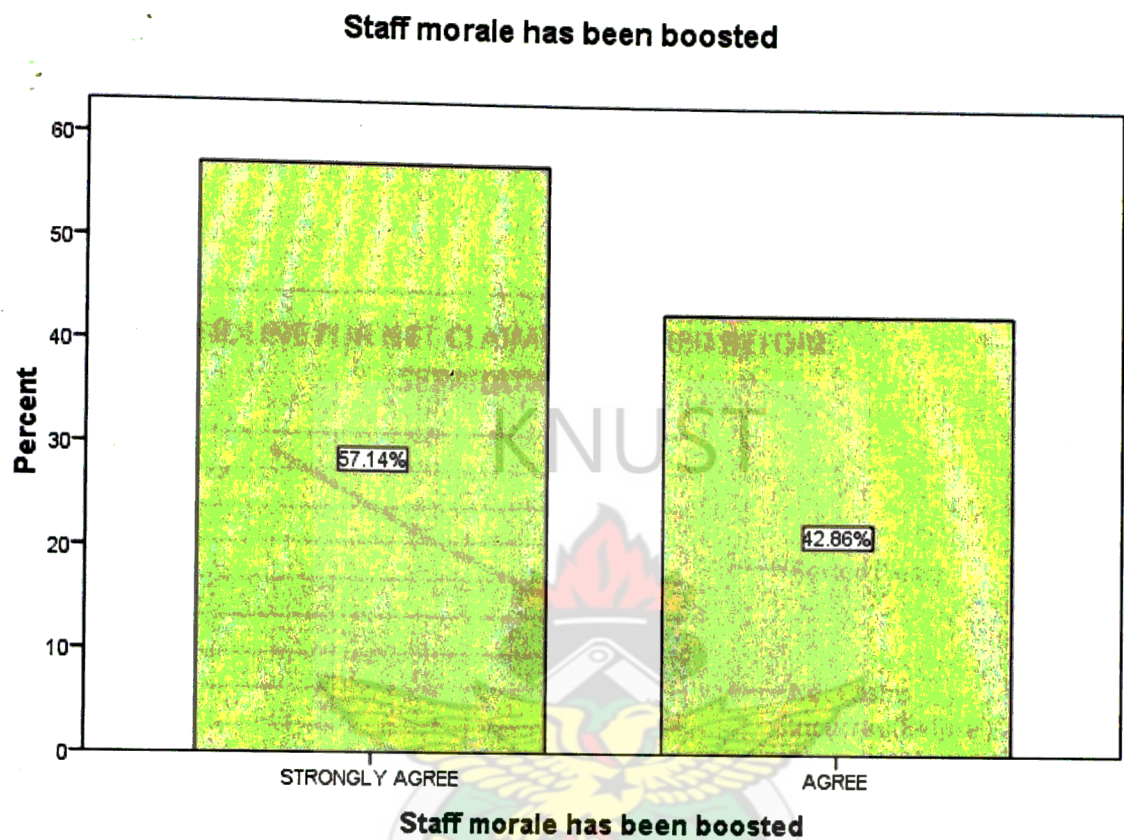 Staff morale has been boosted
60
50
40
30
20
10
0
Percent
57.14%
42.86%
KNUST
STRONGLY AGREE
AGREE
Staff morale has been boosted